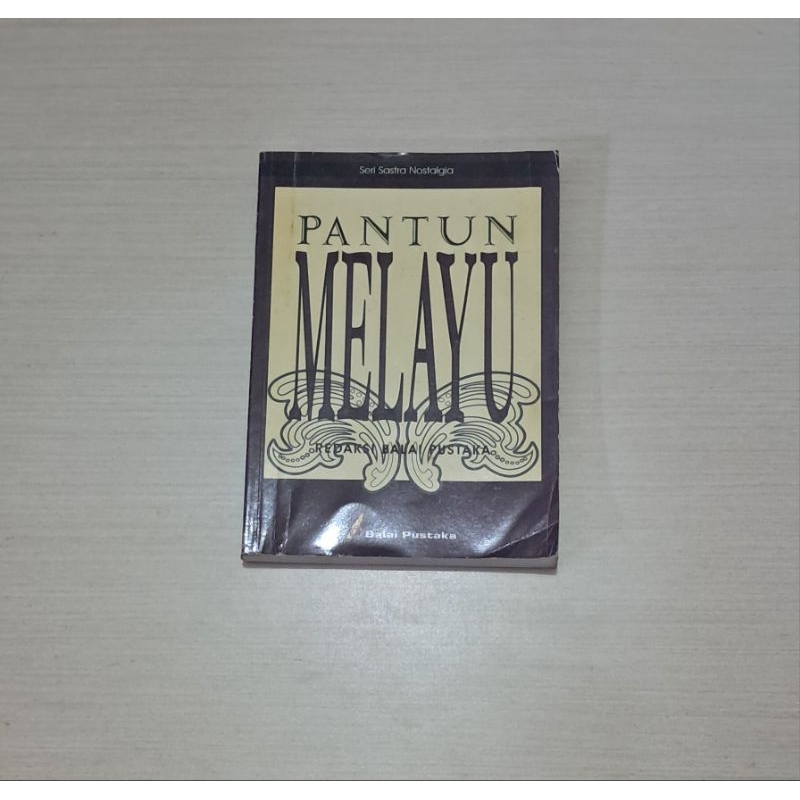 Seri Sastra Nostalgia
PANTUN
MELAYU
REDAKSI BALAI PUSTAKA
Balai Pustaka